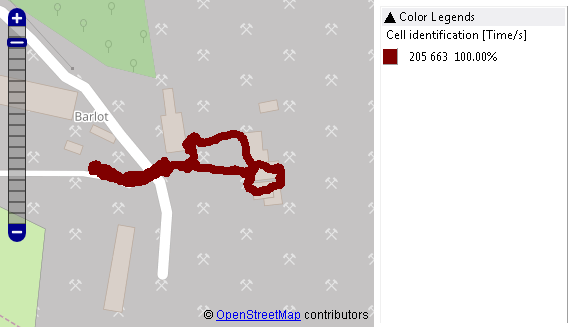 Barlot
© OpenStreetMap contributors
▲ Color Legends
Cell identification [Time/s]
205 663 100.00%